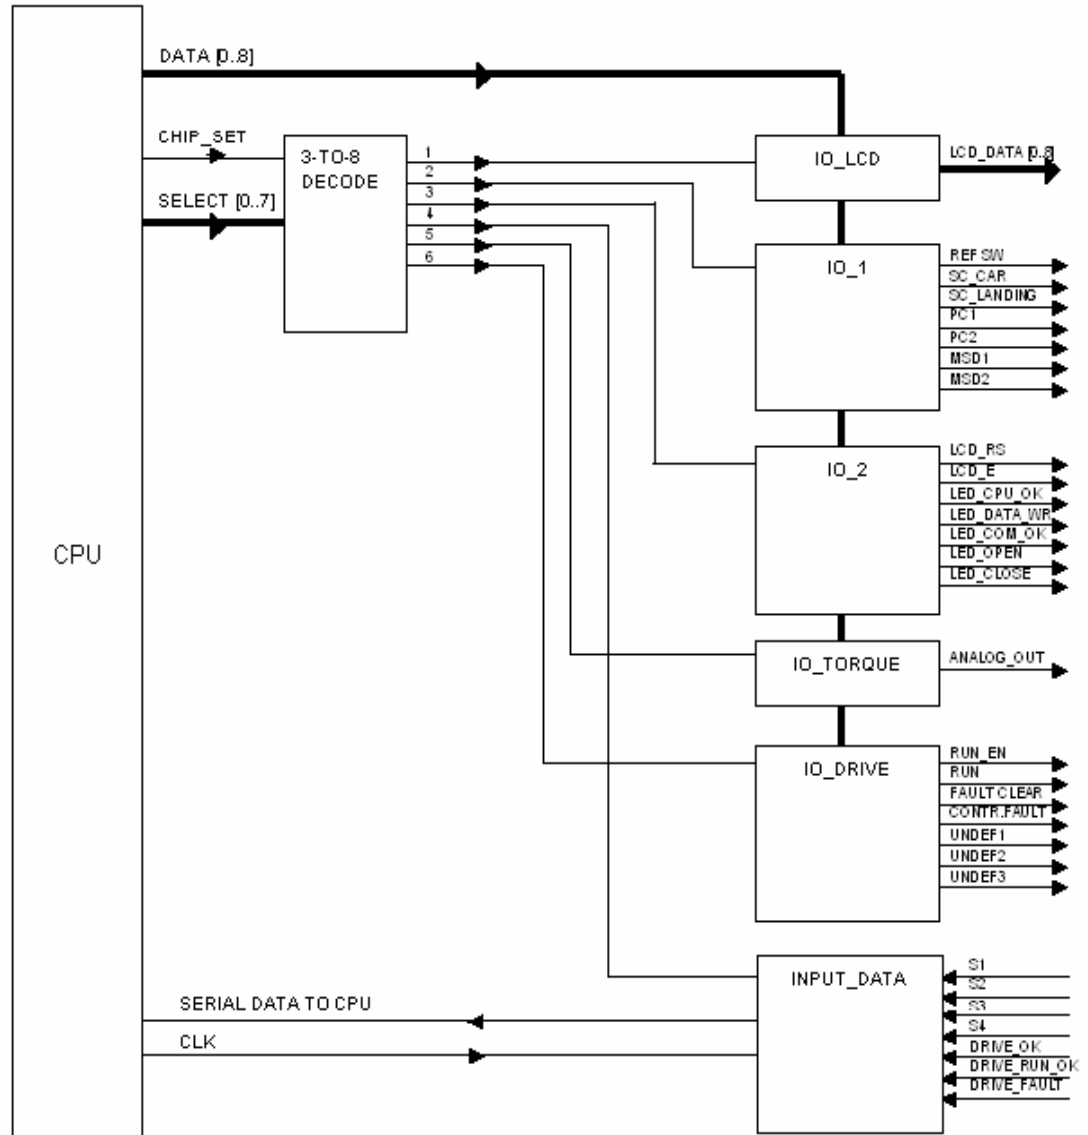 DATA [0..8]
CHIP_SET
SELECT [0..7]
3-TO-8
DECODE
1
2
3
4
5
6
CPU
SERIAL DATA TO CPU
CLK
IO_LCD
LCD_DATA [0..8]
IO_1
REF SW
SC_CAR
SC_LANDING
PC1
PC2
MSD1
MSD2
IO_2
LCD_RS
LCD_E
LED_CPU_OK
LED_DATA_WR
LED_COM_OK
LED_OPEN
LED_CLOSE
IO_TORQUE
ANALOG_OUT
IO_DRIVE
RUN_EN
RUN
FAULT CLEAR
CONTR.FAULT
UNDEF1
UNDEF2
UNDEF3
INPUT_DATA
S1
S2
S3
S4
DRIVE_OK
DRIVE_RUN_OK
DRIVE_FAULT